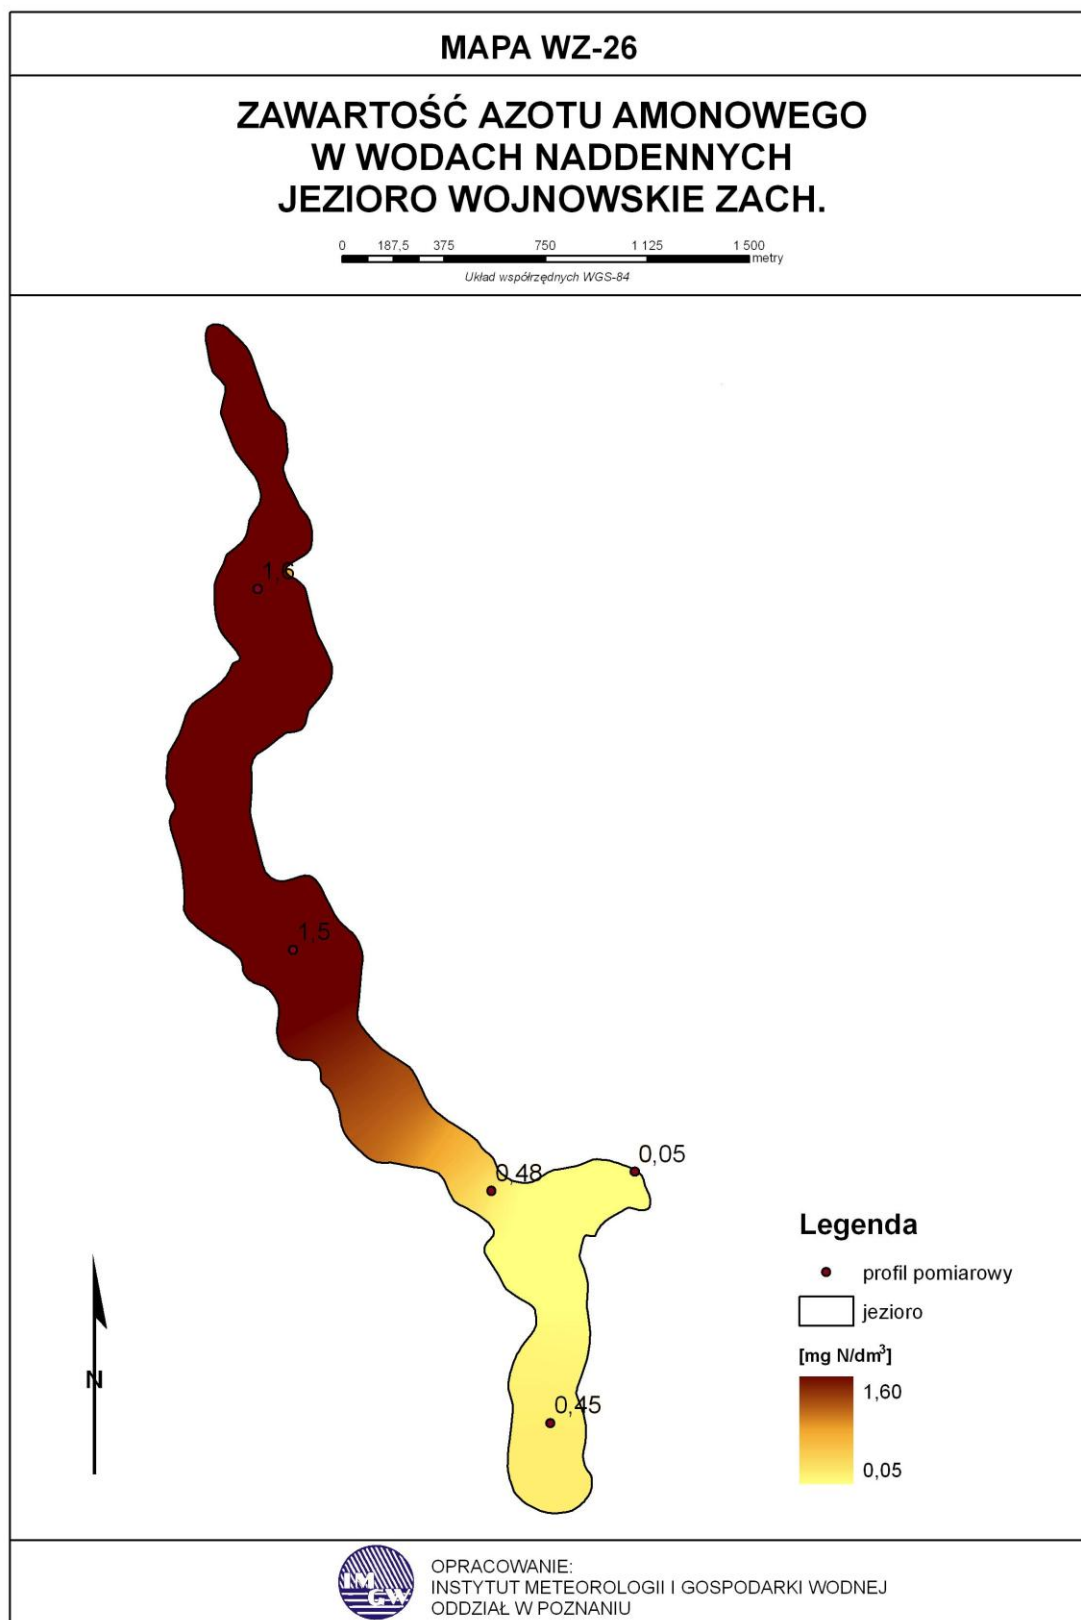 MAPA WZ-26
ZAWARTOŚĆ AZOTU AMONOWEGO
W WODACH NADDENNYCH
JEZIORO WOJNOWSKIE ZACH.
0 187,5 375 750 1 125 1 500
metry
Układ współrzędnych WGS-84
1,6
1,5
0,05
0,48
0,45
N
Legenda
profil pomiarowy
jezioro
[mg N/dm³]
1,60
0,05
IM
GW
OPRACOWANIE:
INSTYTUT METEOROLOGII I GOSPODARKI WODNEJ
ODDZIAŁ W POZNANIU